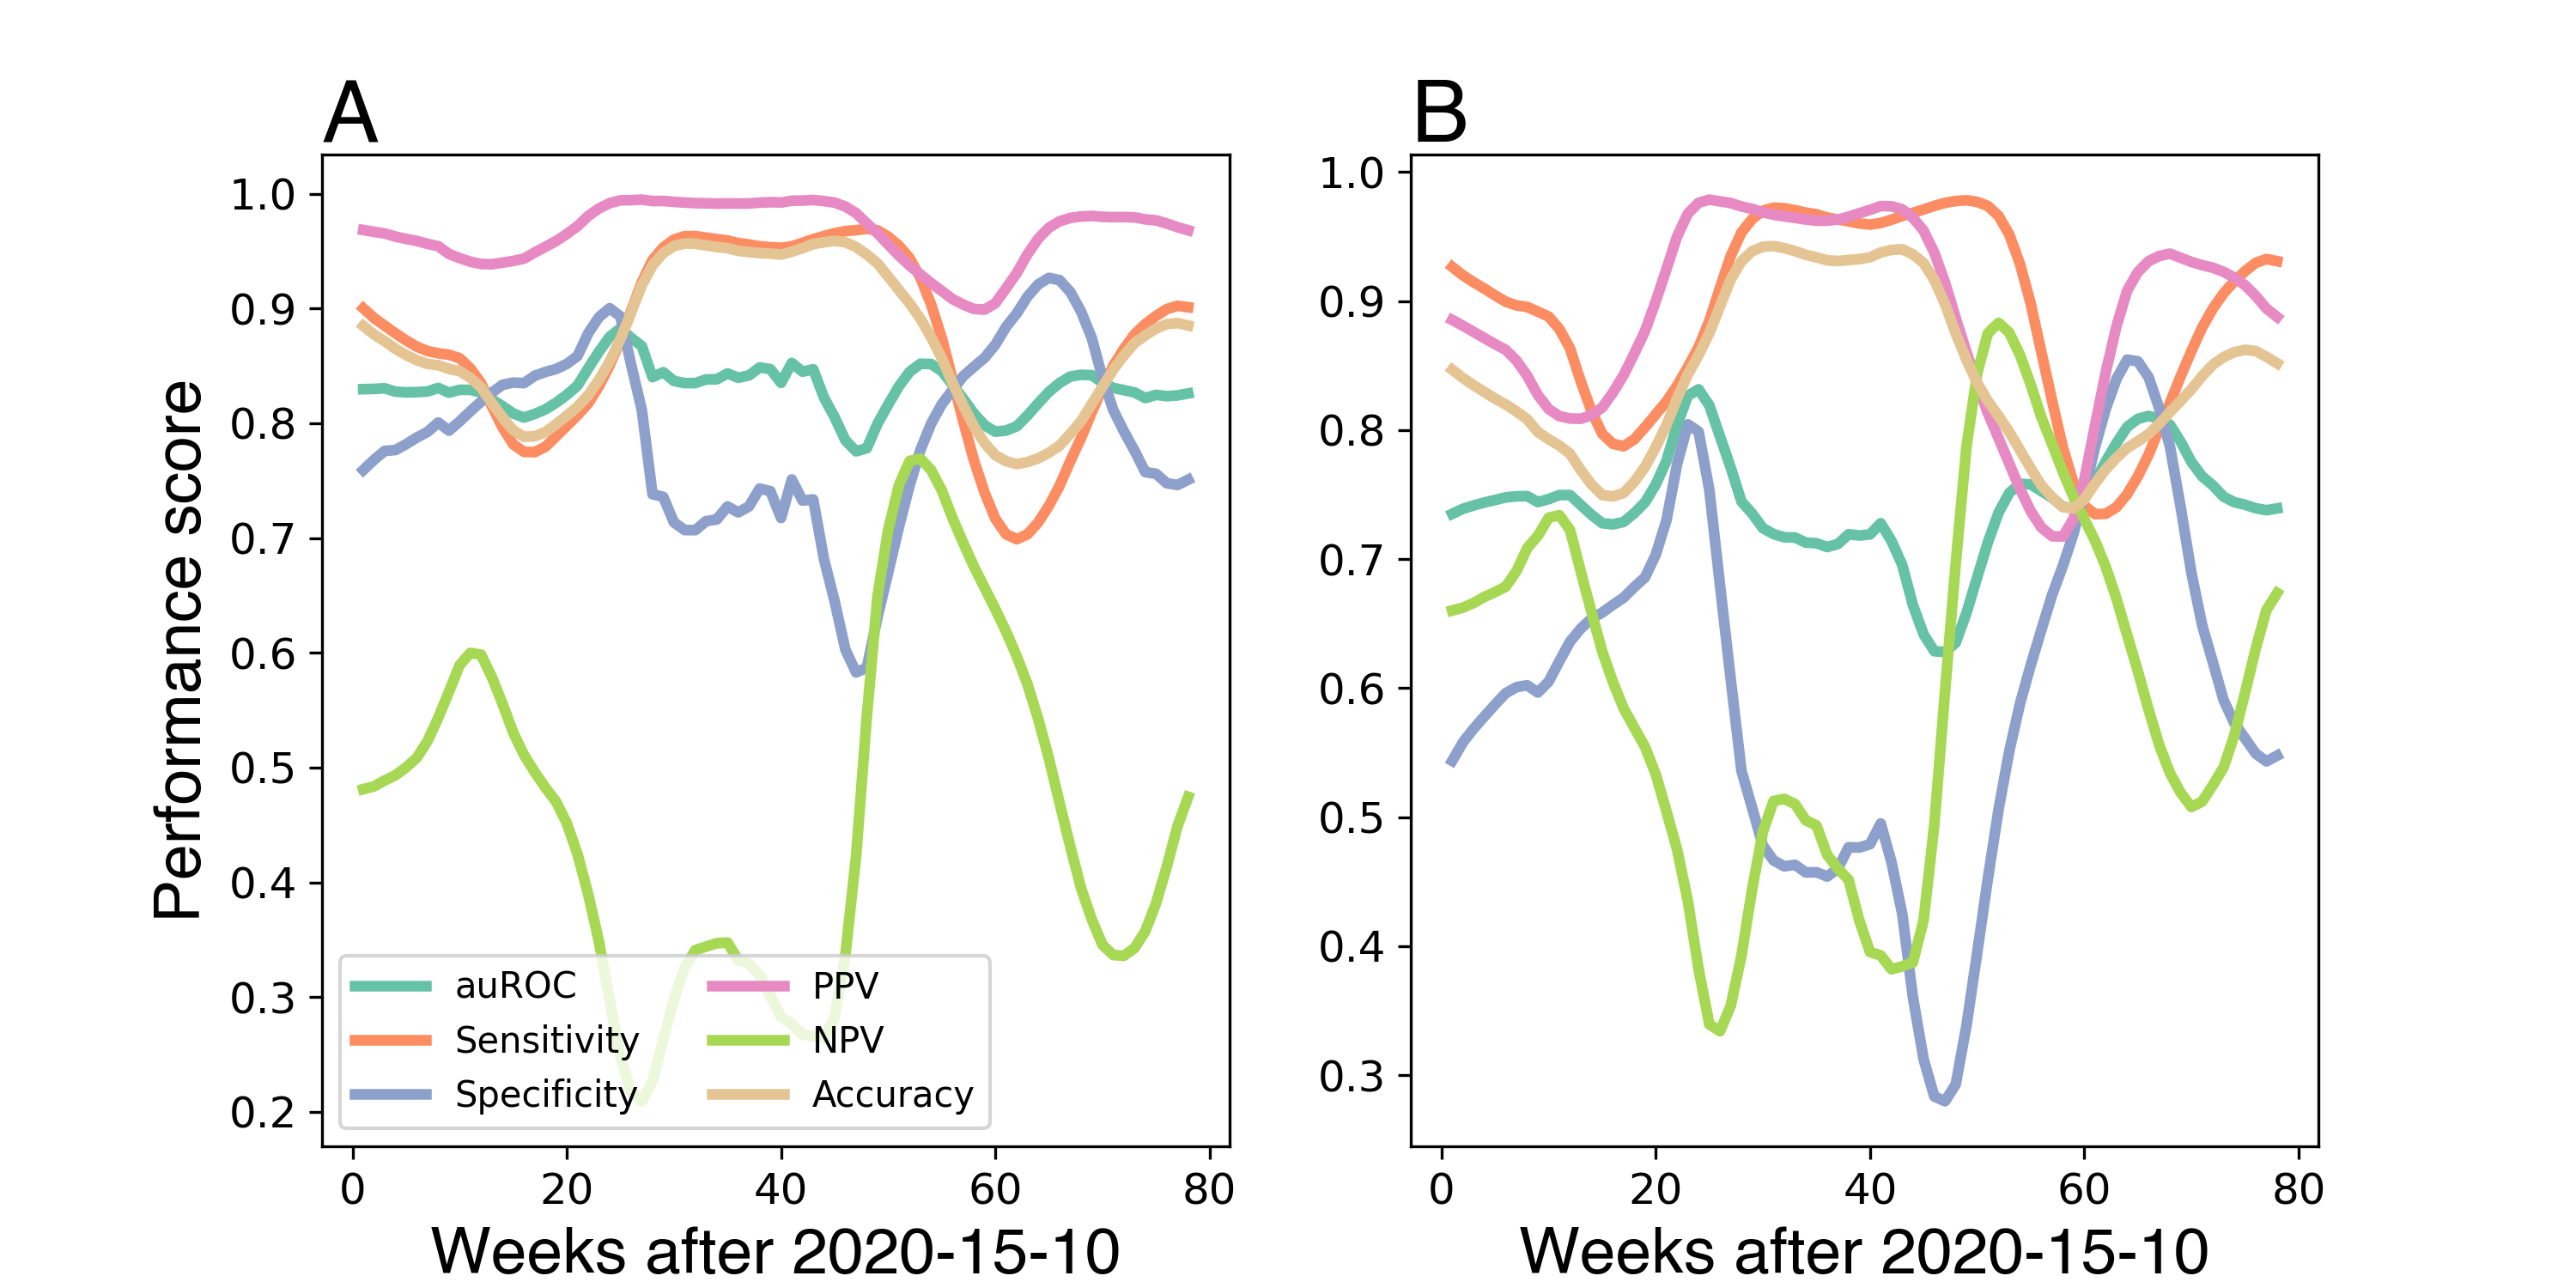 A
B
Performance score
1.0
0.9
0.8
0.7
0.6
0.5
0.4
0.3
0.2
auROC
Sensitivity
Specificity
PPV
NPV
Accuracy
0 20 40 60 80
Weeks after 2020-15-10
1.0
0.9
0.8
0.7
0.6
0.5
0.4
0.3
0 20 40 60 80
Weeks after 2020-15-10